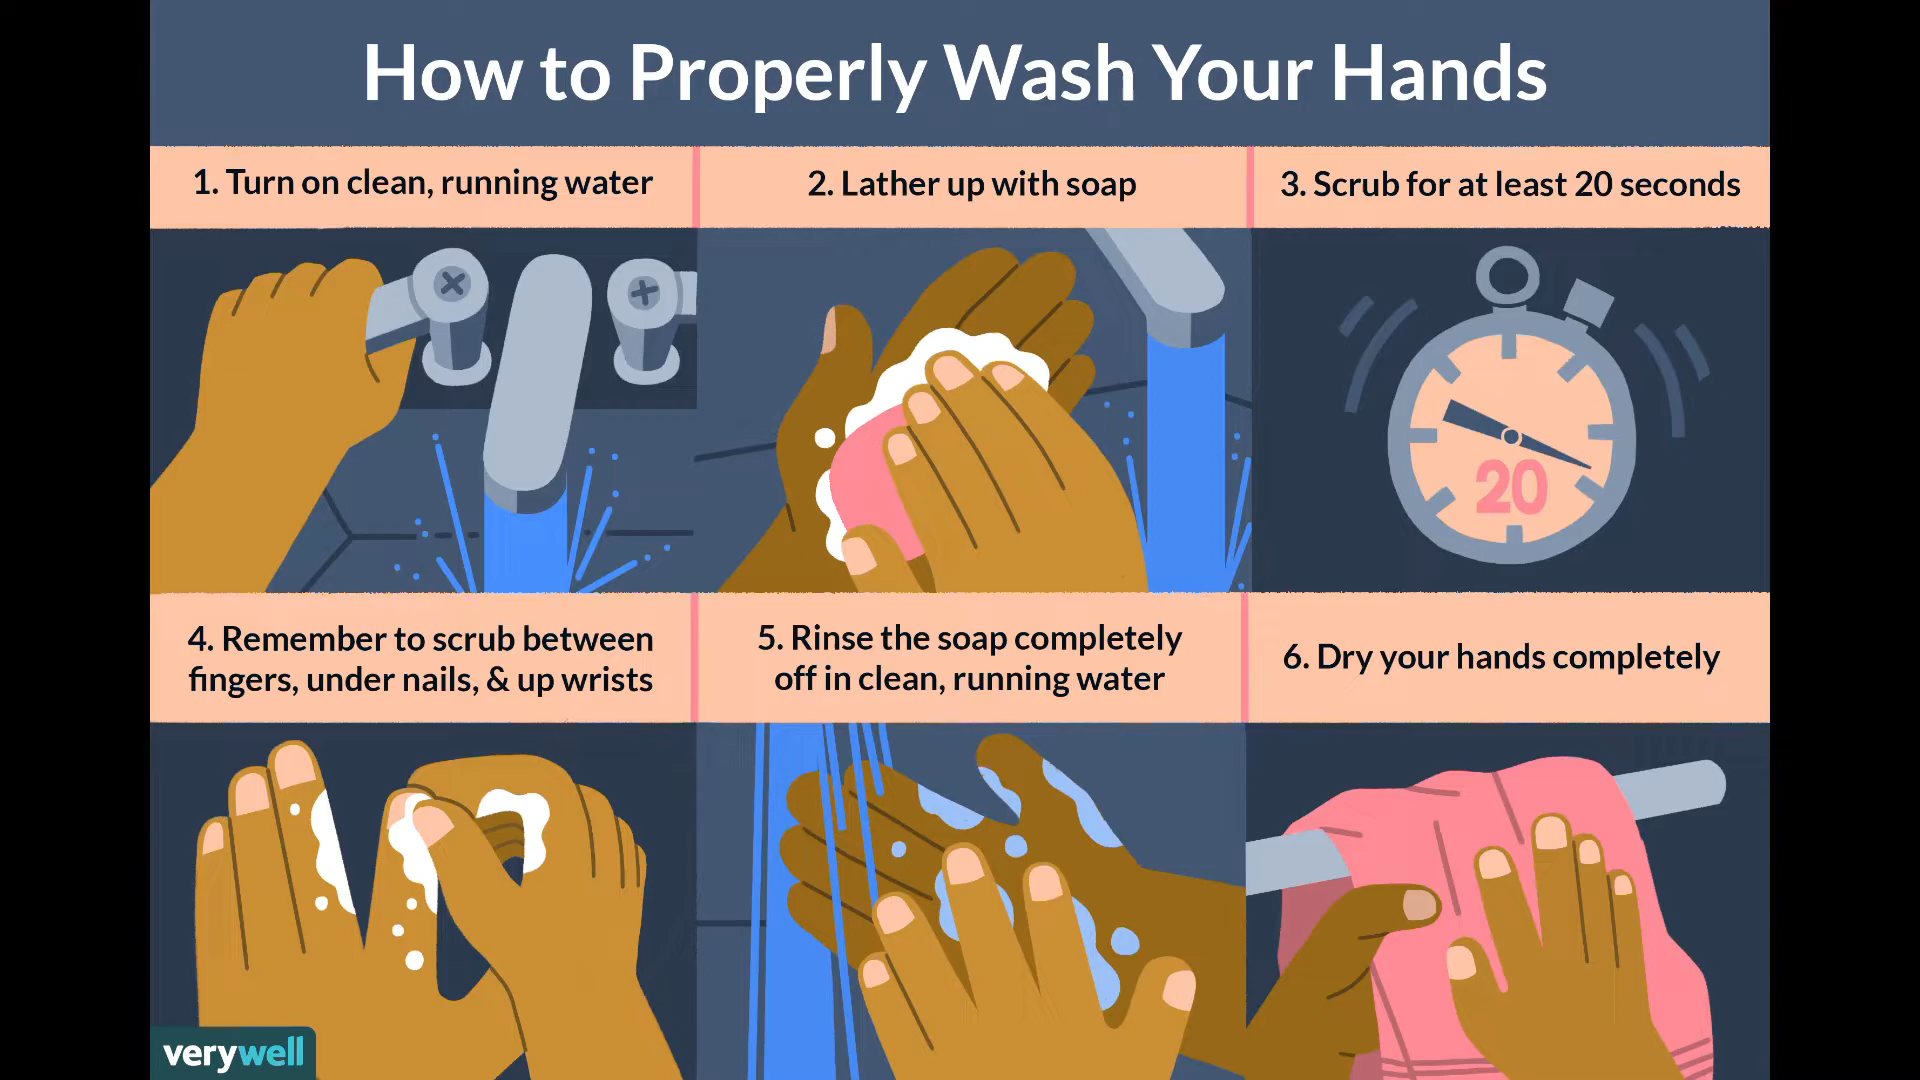 How to Properly Wash Your Hands
1. Turn on clean, running water
2. Lather up with soap
3. Scrub for at least 20 seconds
20
4. Remember to scrub between
fingers, under nails, & up wrists
5. Rinse the soap completely
off in clean, running water
6. Dry your hands completely
verywell